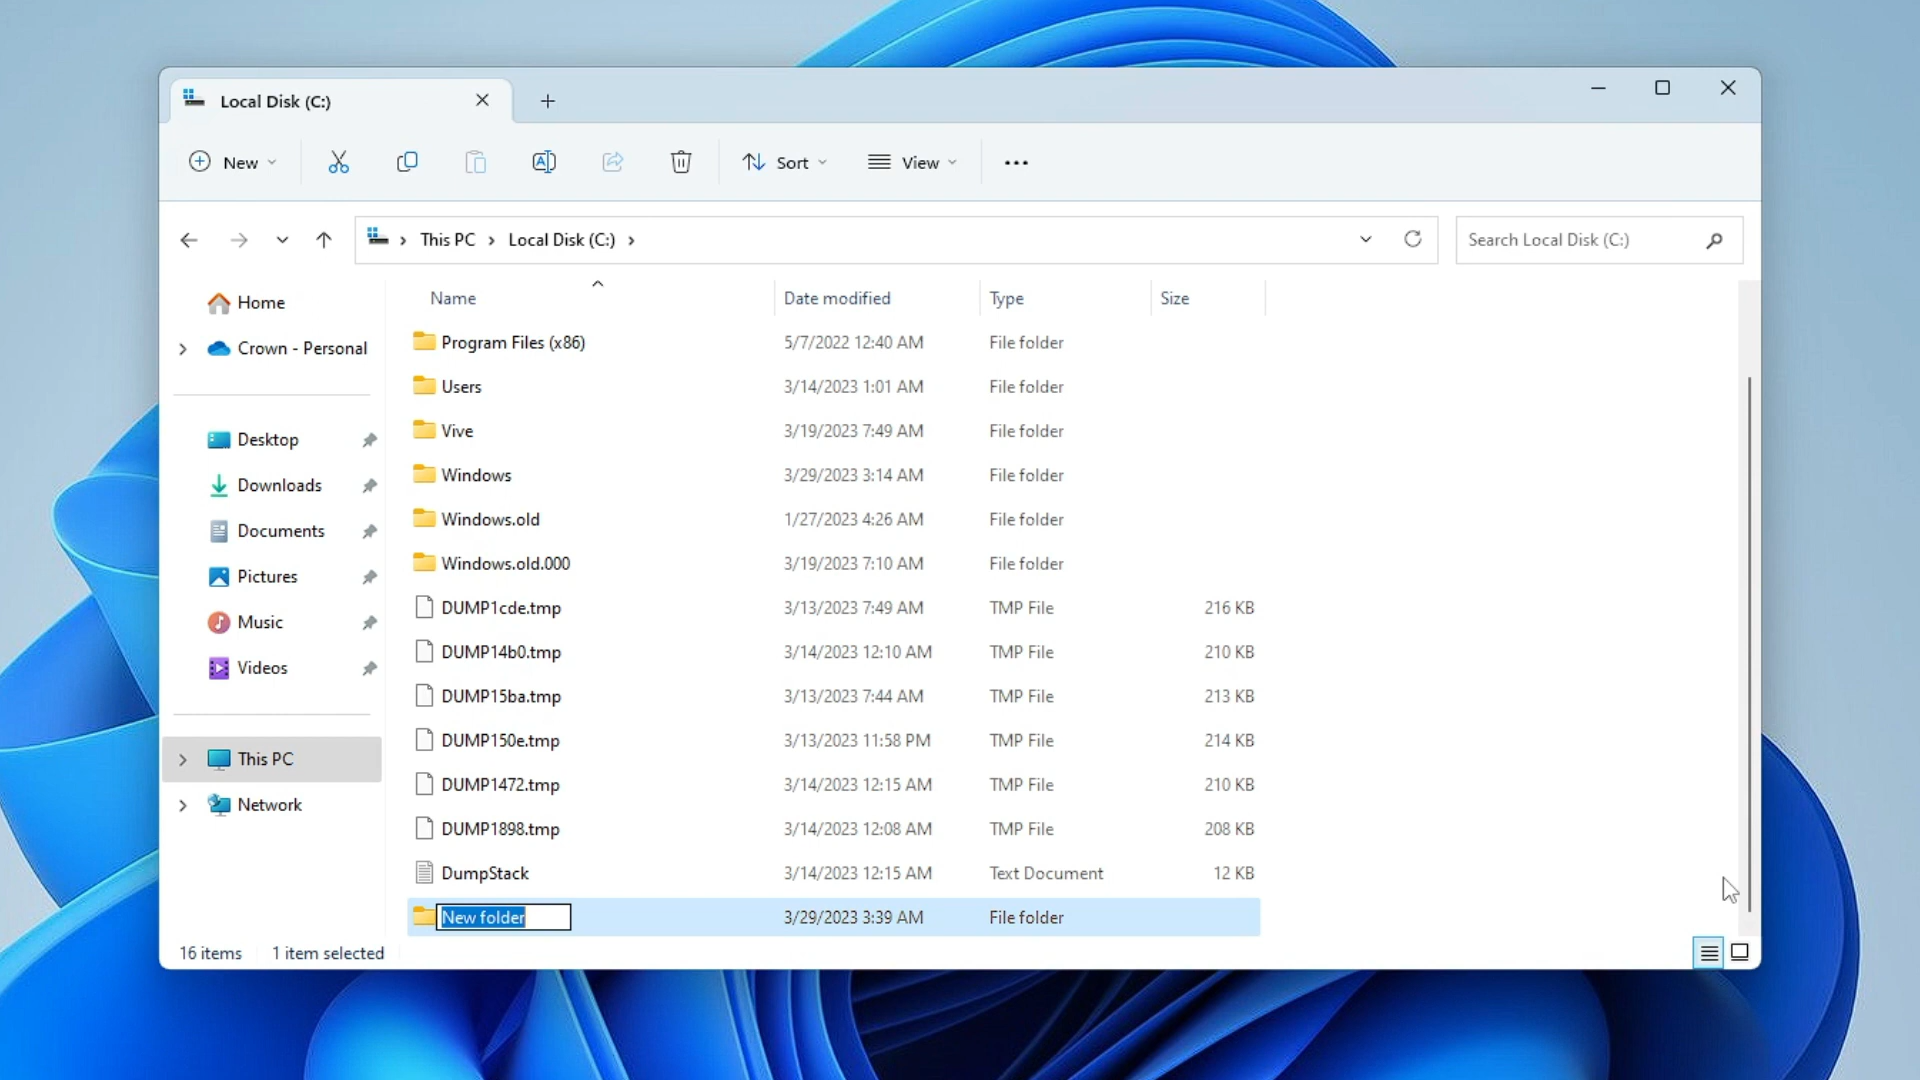 Local Disk (C:)
New
Sort
View
This PC
Local Disk (C:)
Search Local Disk (C:)
Name Date modified Type Size
Home
Crown - Personal
Desktop
Downloads
Documents
Pictures
Music
Videos
This PC
Network
Program Files (x86) 5/7/2022 12:40 AM File folder
Users 3/14/2023 1:01 AM File folder
Vive 3/19/2023 7:49 AM File folder
Windows 3/29/2023 3:14 AM File folder
Windows.old 1/27/2023 4:26 AM File folder
Windows.old.000 3/19/2023 7:10 AM File folder
DUMP1cde.tmp 3/13/2023 7:49 AM TMP File 216 KB
DUMP14b0.tmp 3/14/2023 12:10 AM TMP File 210 KB
DUMP15ba.tmp 3/13/2023 7:44 AM TMP File 213 KB
DUMP150e.tmp 3/13/2023 11:58 PM TMP File 214 KB
DUMP1472.tmp 3/14/2023 12:15 AM TMP File 210 KB
DUMP1898.tmp 3/14/2023 12:08 AM TMP File 208 KB
DumpStack 3/14/2023 12:15 AM Text Document 12 KB
New folder 3/29/2023 3:39 AM File folder
16 items 1 item selected